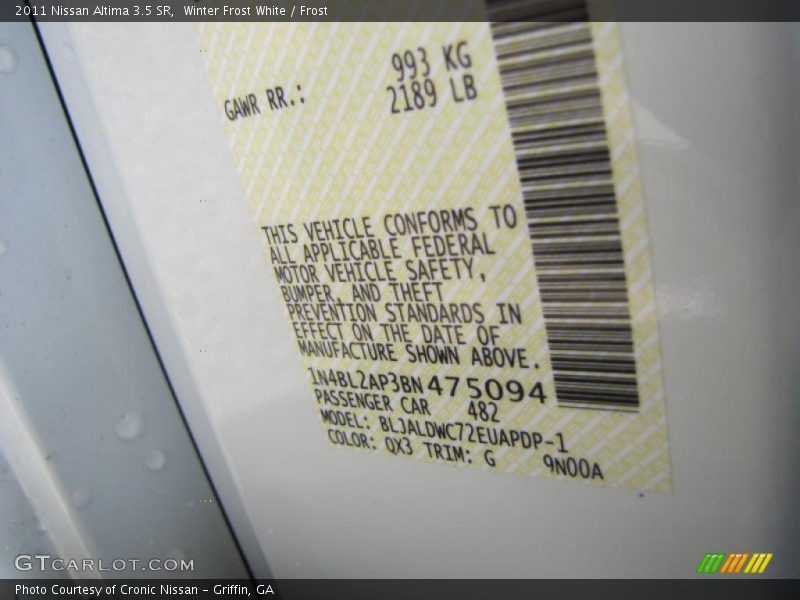 2011 Nissan Altima 3.5 SR, Winter Frost White / Frost
993 KG
GAWR RR.: 2189 LB
THIS VEHICLE CONFORMS TO
ALL APPLICABLE FEDERAL
MOTOR VEHICLE SAFETY,
BUMPER, AND THEFT
PREVENTION STANDARDS IN
EFFECT ON THE DATE OF
MANUFACTURE SHOWN ABOVE.
1N4BL2AP3BN475094
PASSENGER CAR 482
MODEL: BLJALDWC72EUAPDP-1
COLOR: QX3 TRIM: G 9N00A
GTCARLOT.COM
Photo Courtesy of Cronic Nissan - Griffin, GA